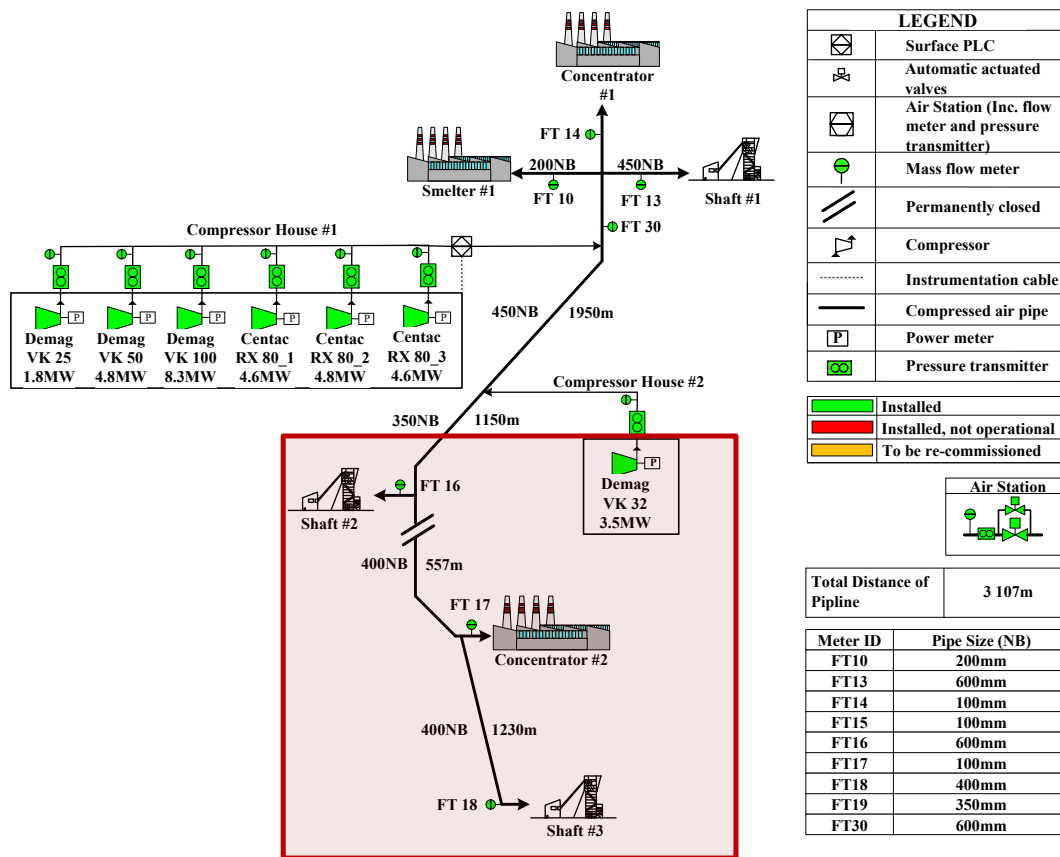 Concentrator
#1
FT 14
200NB
450NB
Smelter #1
FT 10
FT 13
Shaft #1
FT 30
Compressor House #1
P
P
P
P
P
P
Demag
VK 25
1.8MW
Demag
VK 50
4.8MW
Demag
VK 100
8.3MW
Centac
RX 80_1
4.6MW
Centac
RX 80_2
4.8MW
Centac
RX 80_3
4.6MW
450NB
1950m
Compressor House #2
350NB
1150m
P
Demag
VK 32
3.5MW
FT 16
Shaft #2
400NB
557m
FT 17
Concentrator #2
400NB
1230m
FT 18
Shaft #3
LEGEND
Surface PLC
Automatic actuated
valves
Air Station (Inc. flow
meter and pressure
transmitter)
Mass flow meter
Permanently closed
Compressor
Instrumentation cable
Compressed air pipe
P
Power meter
Pressure transmitter
Installed
Installed, not operational
To be re-commissioned
Air Station
Total Distance of
Pipline
3 107m
Meter ID
Pipe Size (NB)
FT10
200mm
FT13
600mm
FT14
100mm
FT15
100mm
FT16
600mm
FT17
100mm
FT18
400mm
FT19
350mm
FT30
600mm